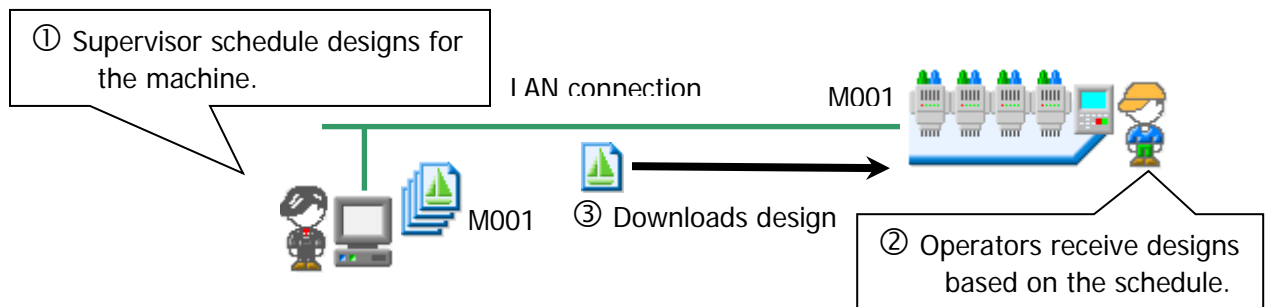 ① Supervisor schedule designs for
the machine.
LAN connection
M001
M001
③ Downloads design
② Operators receive designs
based on the schedule.